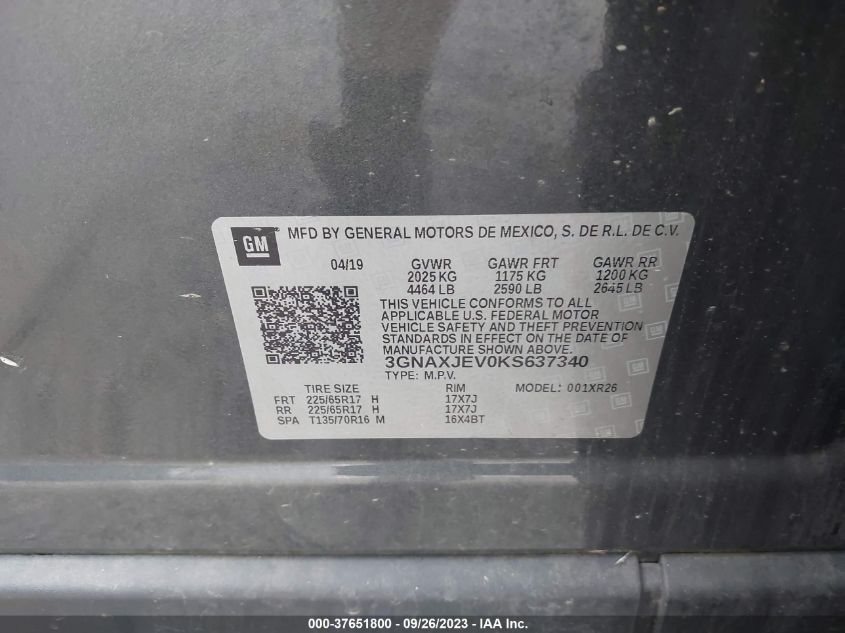 GM MFD BY GENERAL MOTORS DE MEXICO, S. DE R.L. DE C.V.
04/19 GVWR GAWR FRT GAWR RR
2025 KG 1175 KG 1200 KG
4464 LB 2590 LB 2645 LB
THIS VEHICLE CONFORMS TO ALL
APPLICABLE U.S. FEDERAL MOTOR
VEHICLE SAFETY AND THEFT PREVENTION
STANDARDS IN EFFECT ON THE DATE OF
MANUFACTURE SHOWN ABOVE.
3GNAXJEV0KS637340
TYPE: M.P.V.
TIRE SIZE RIM MODEL: 001XR26
FRT 225/65R17 H 17X7J
RR 225/65R17 H 17X7J
SPA T135/70R16 M 16X4BT
000-37651800 - 09/26/2023 - IAA Inc.